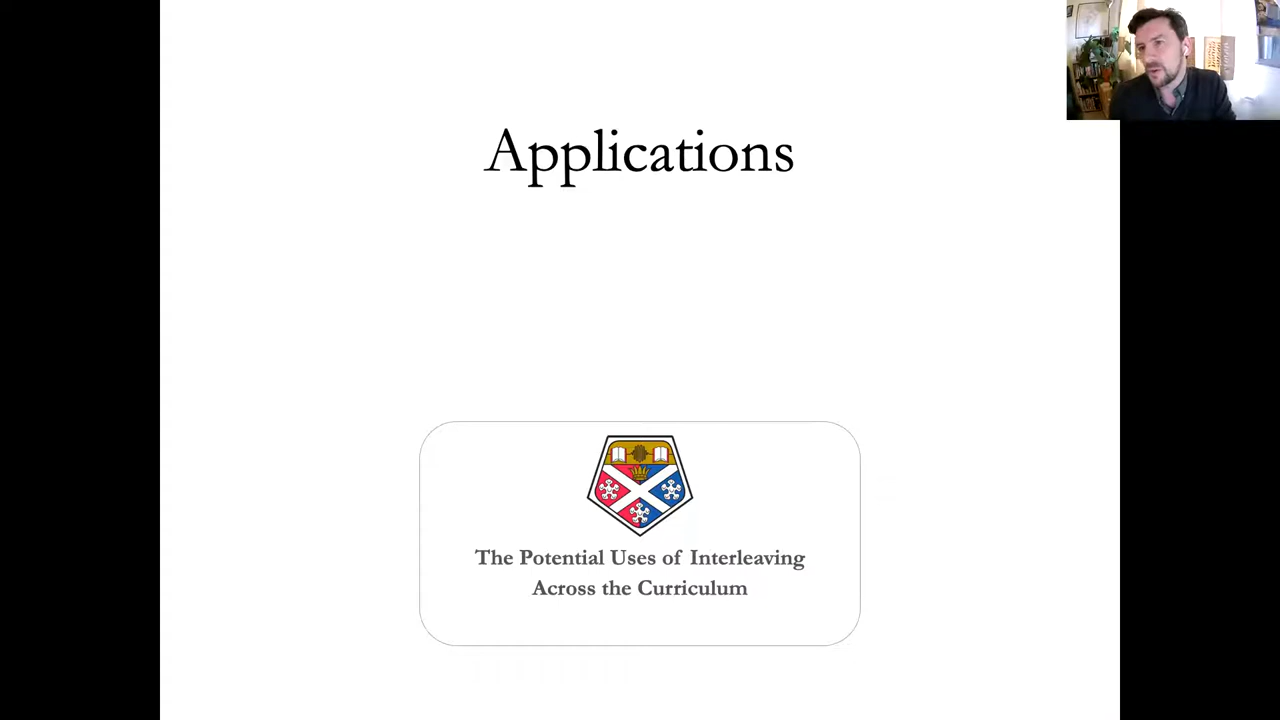 Applications
The Potential Uses of Interleaving
Across the Curriculum